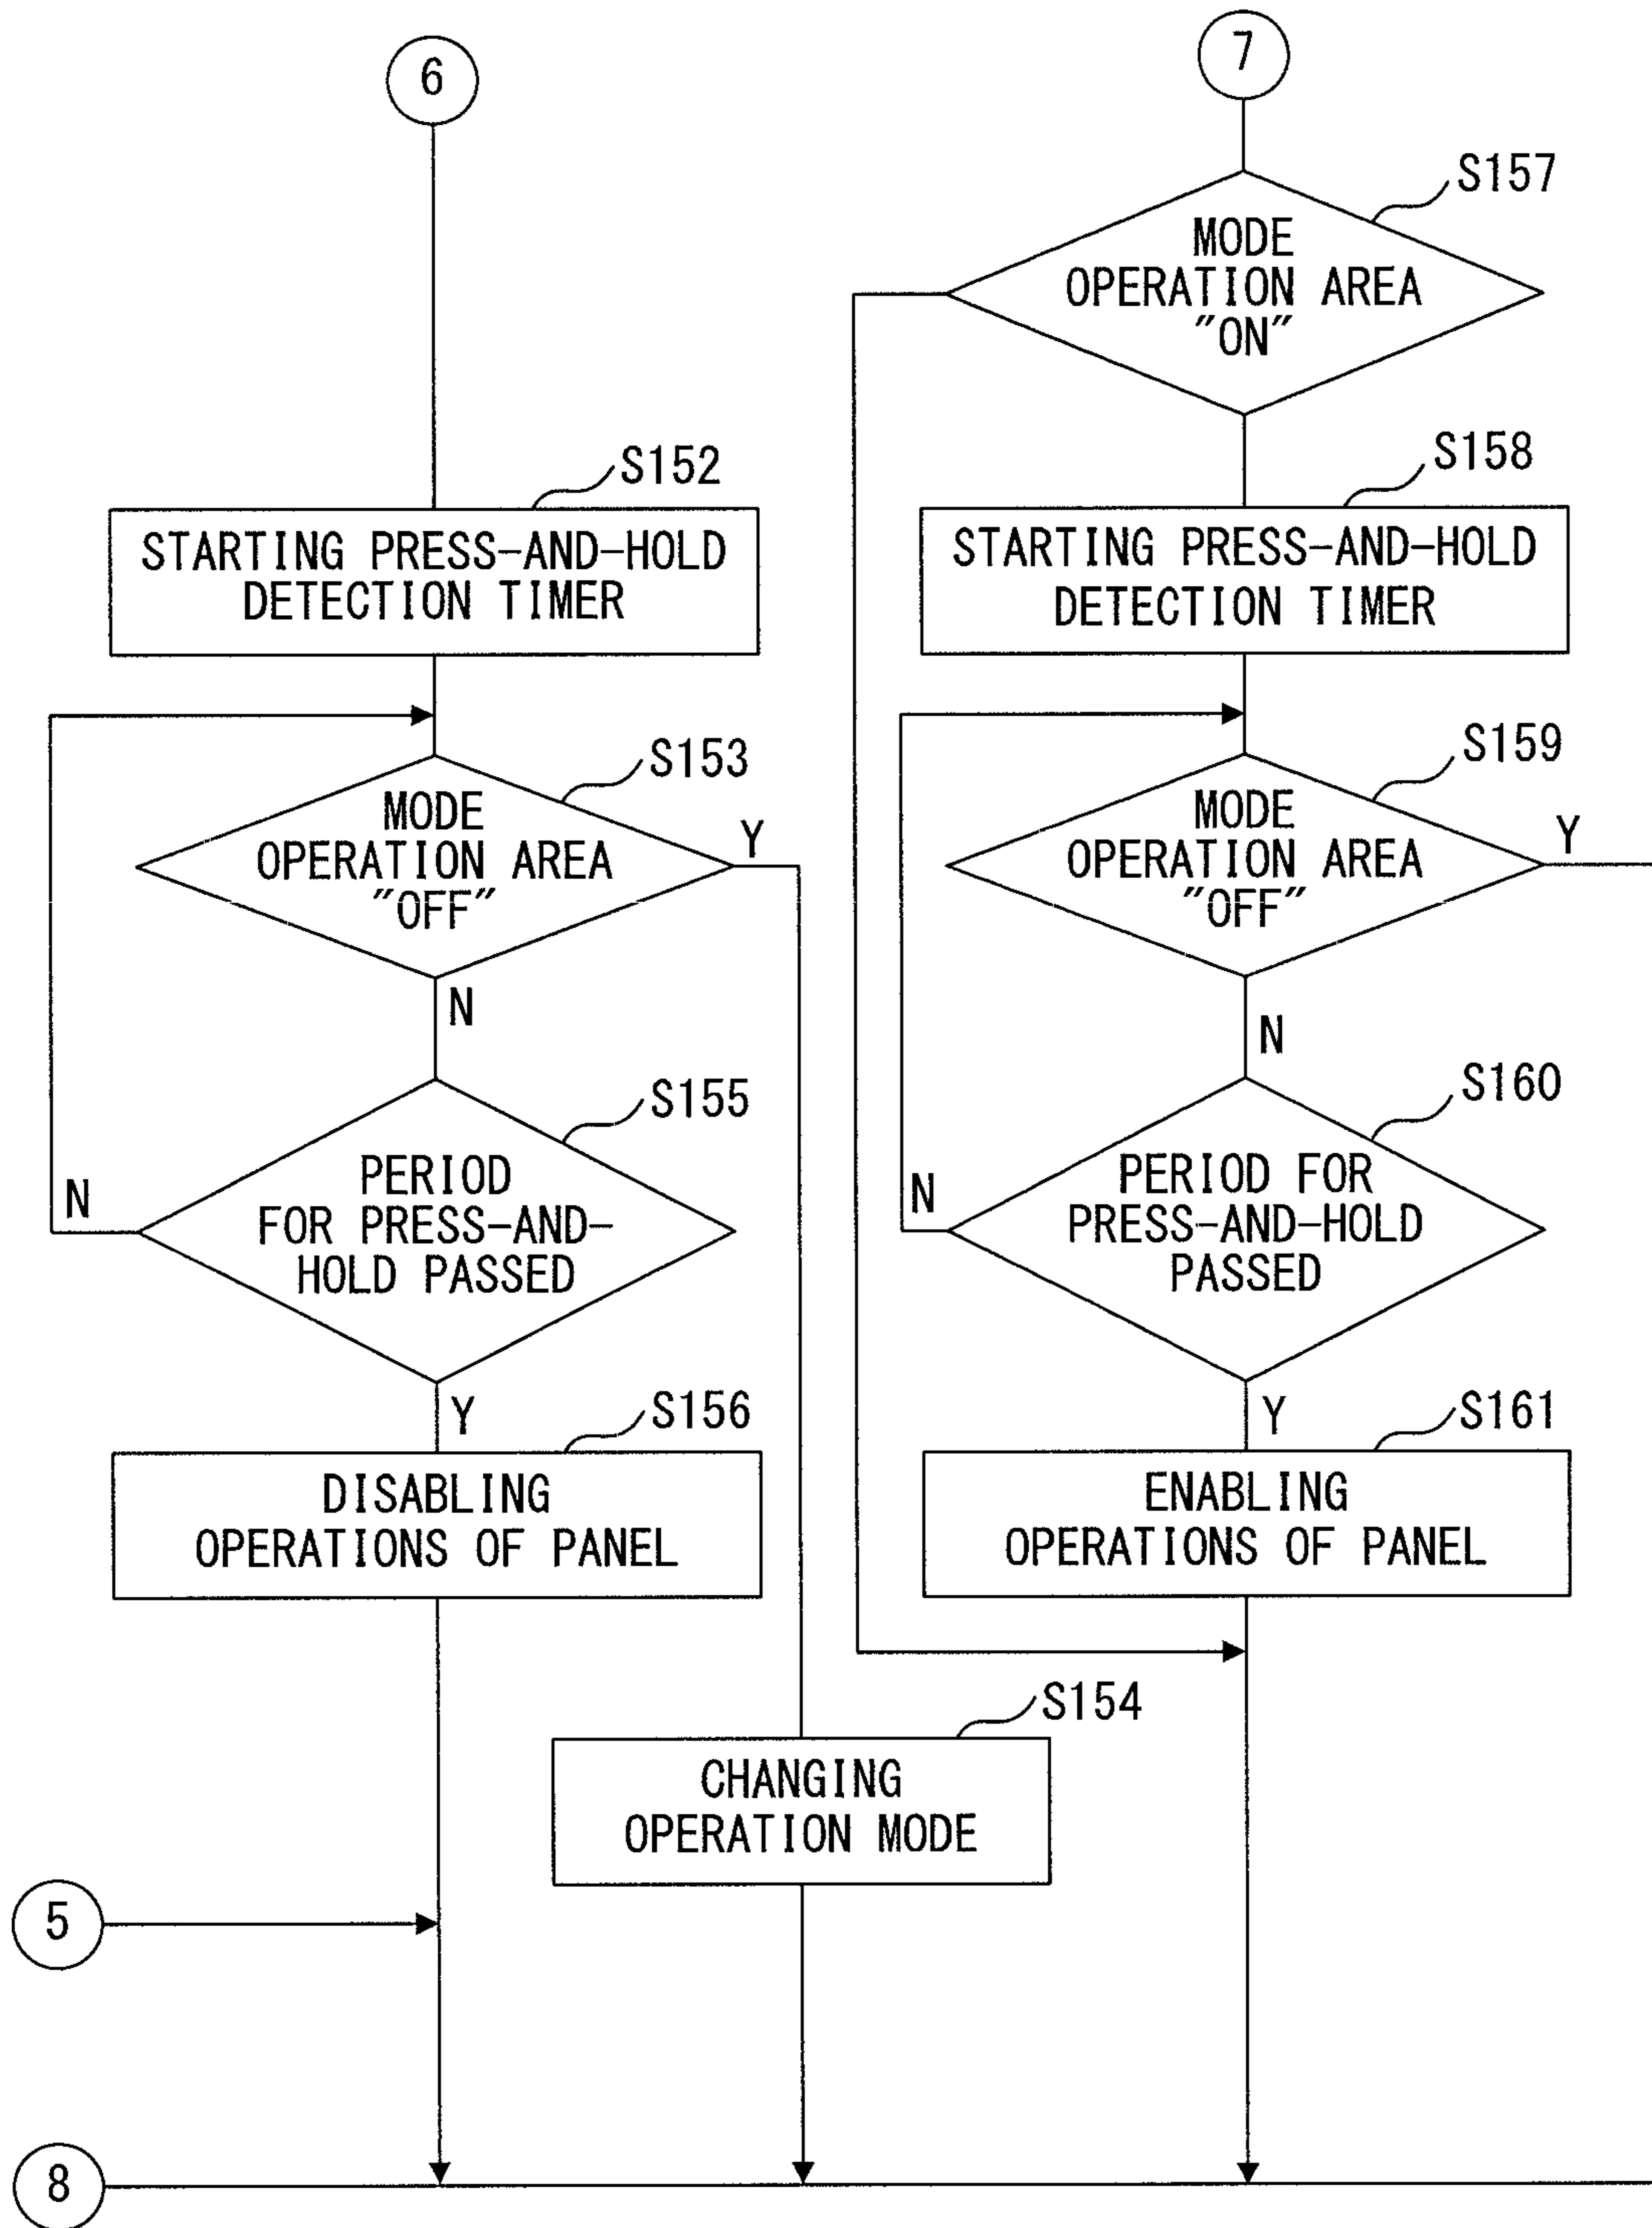 6
S152
STARTING PRESS-AND-HOLD
DETECTION TIMER
S153
MODE
OPERATION AREA
"OFF"
Y
N
S155
PERIOD
FOR PRESS-AND-
HOLD PASSED
N
Y
S156
DISABLING
OPERATIONS OF PANEL
S154
CHANGING
OPERATION MODE
5
8
7
S157
MODE
OPERATION AREA
"ON"
S158
STARTING PRESS-AND-HOLD
DETECTION TIMER
S159
MODE
OPERATION AREA
"OFF"
Y
N
S160
PERIOD FOR
PRESS-AND-HOLD
PASSED
N
Y
S161
ENABLING
OPERATIONS OF PANEL